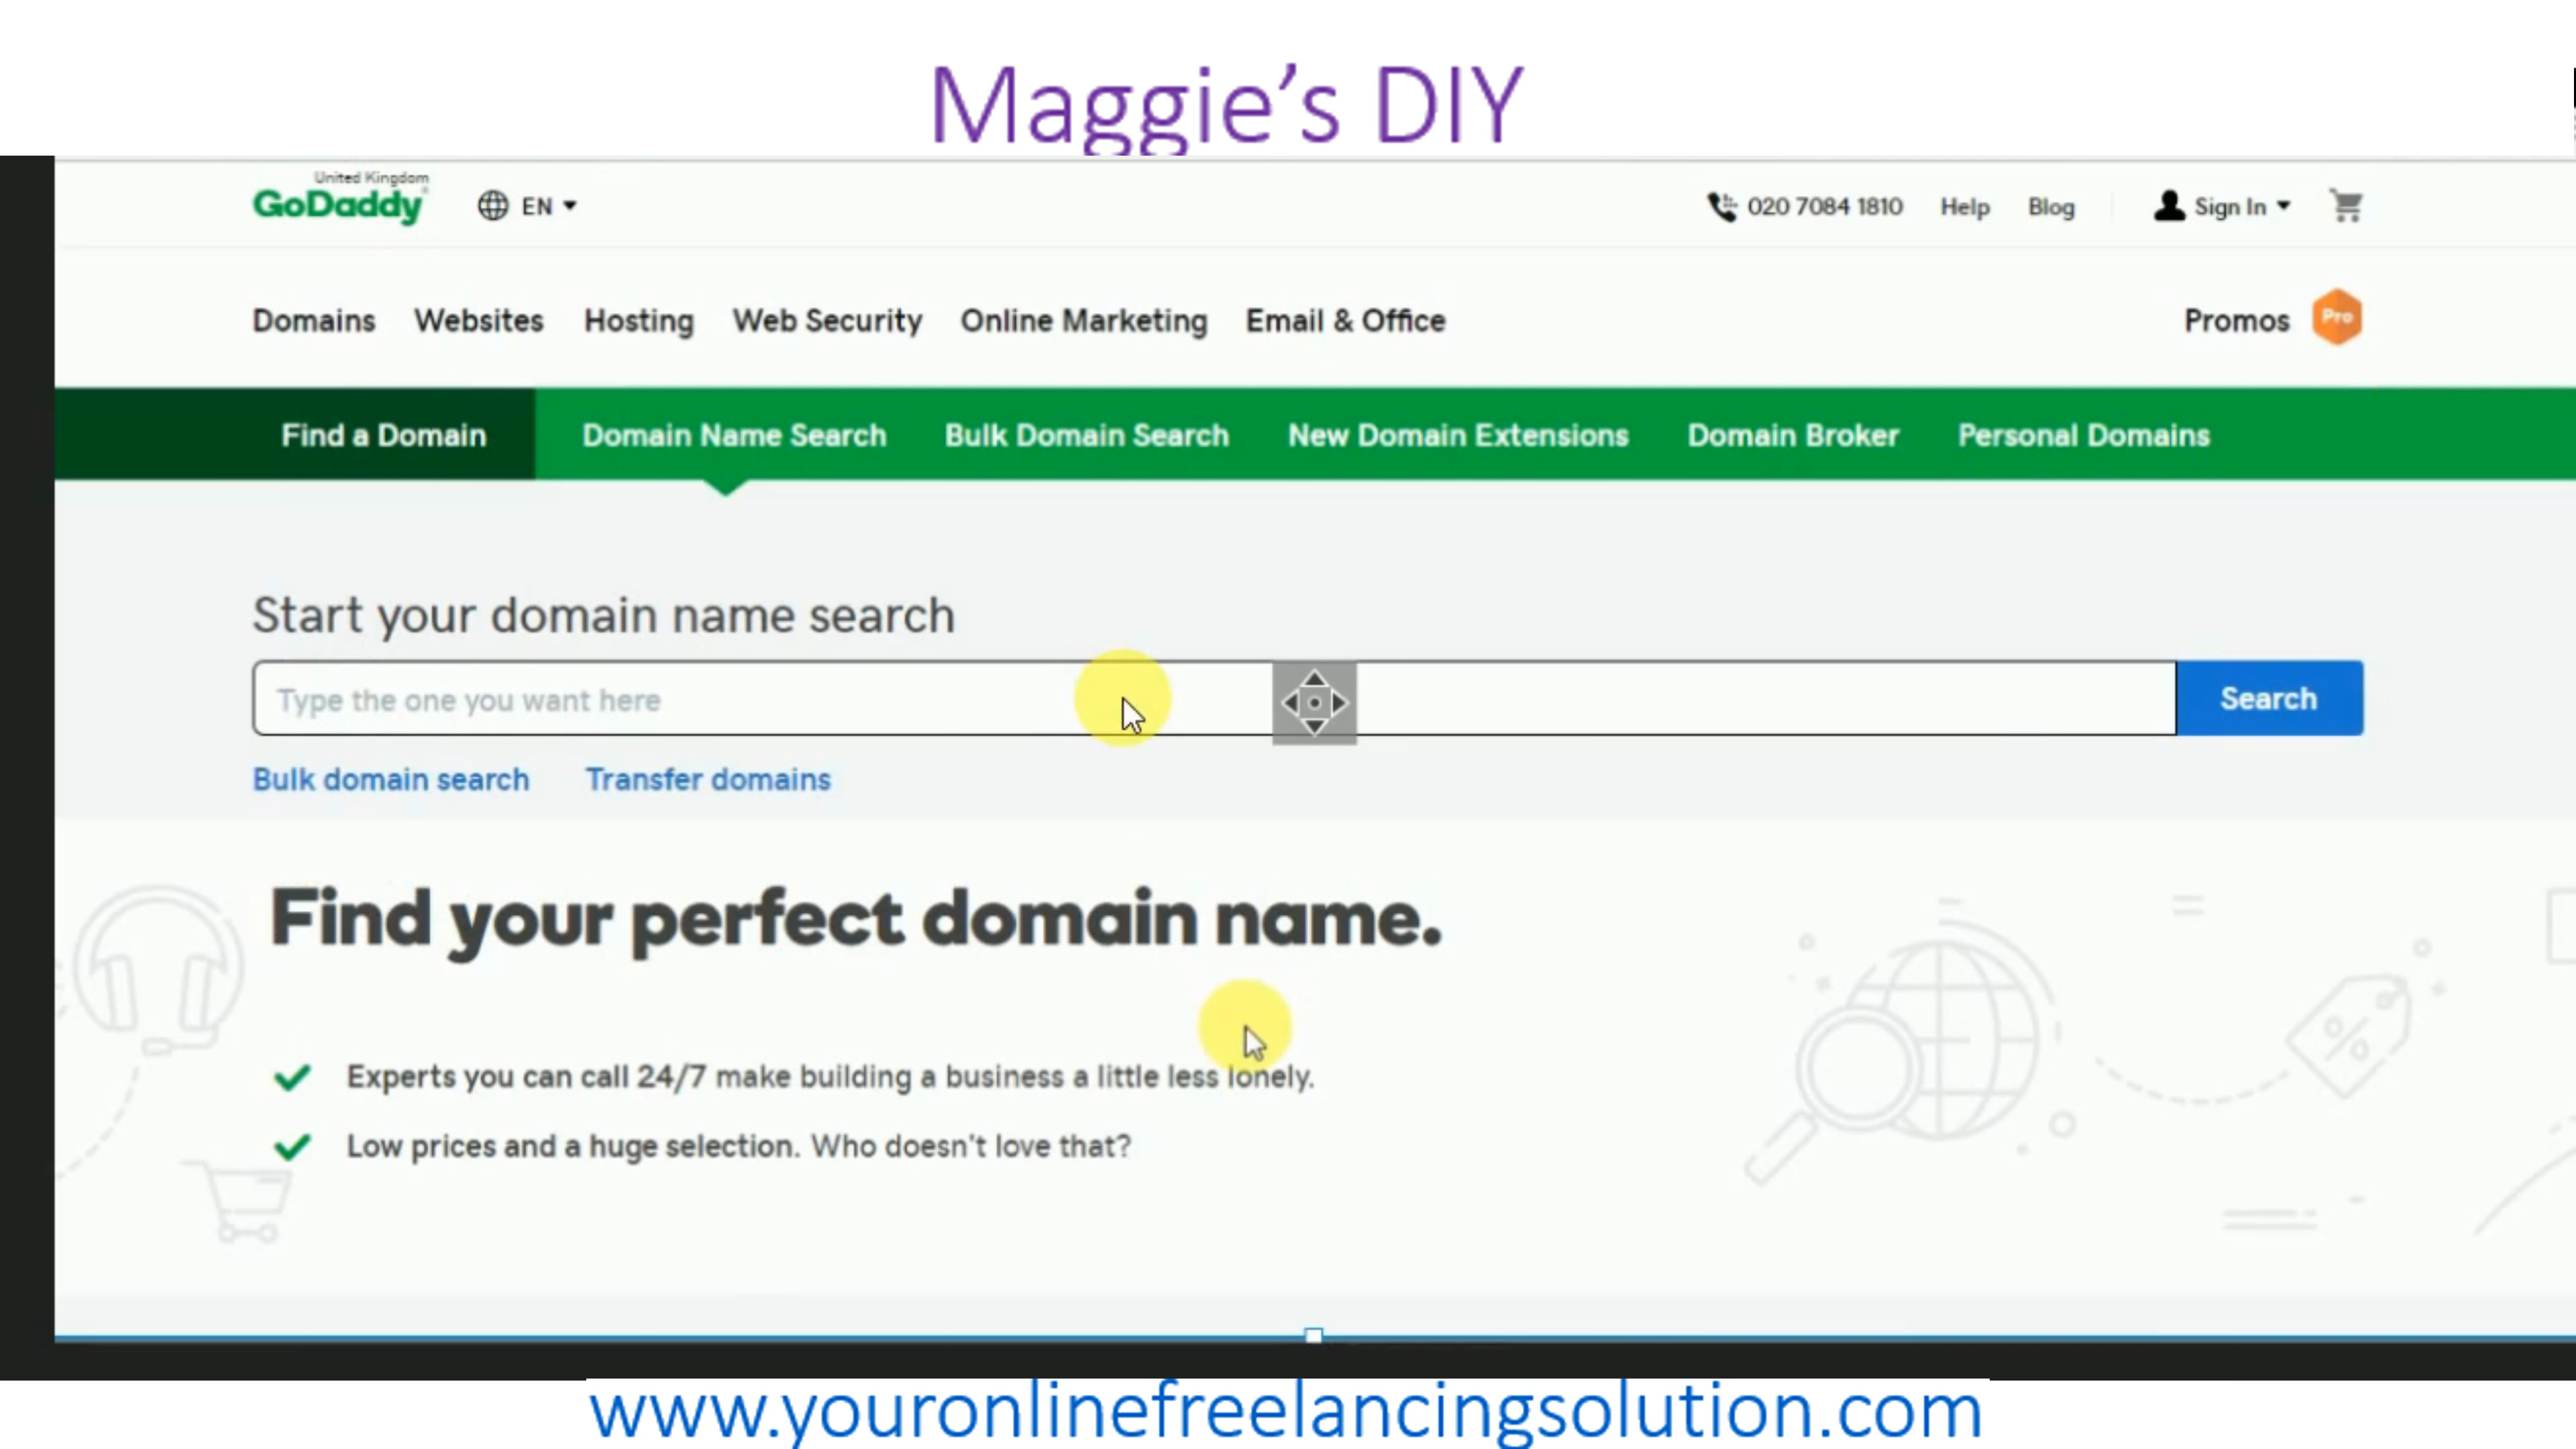 Maggie's DIY
United Kingdom
GoDaddy EN 020 7084 1810 Help Blog Sign In
Domains Websites Hosting Web Security Online Marketing Email & Office Promos Pro
Find a Domain Domain Name Search Bulk Domain Search New Domain Extensions Domain Broker Personal Domains
Start your domain name search
Type the one you want here Search
Bulk domain search Transfer domains
Find your perfect domain name.
Experts you can call 24/7 make building a business a little less lonely.
Low prices and a huge selection. Who doesn't love that?
www.youronlinefreelancingsolution.com